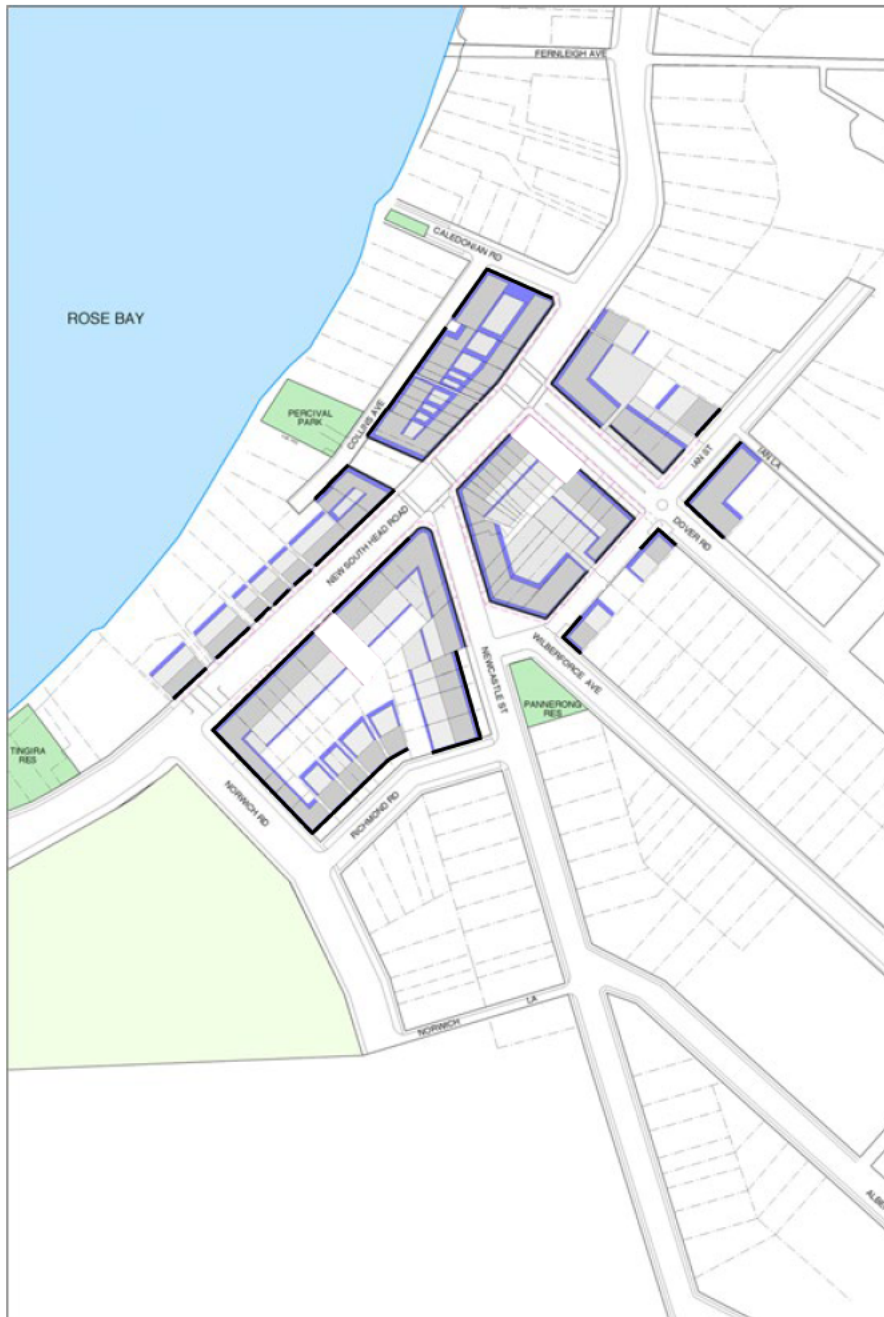 FERNLEIGH AVE
CALEDONIAN RD
ROSE BAY
PERCIVAL
PARK
COLLINS AVE
IAN ST
IAN LA
NEW SOUTH HEAD ROAD
DOVER RD
WILBERFORCE AVE
NEWCASTLE ST
PANNERONG
RES
TINGIRA
RES
NORWICH RD
RICHMOND RD
NORWICH LA